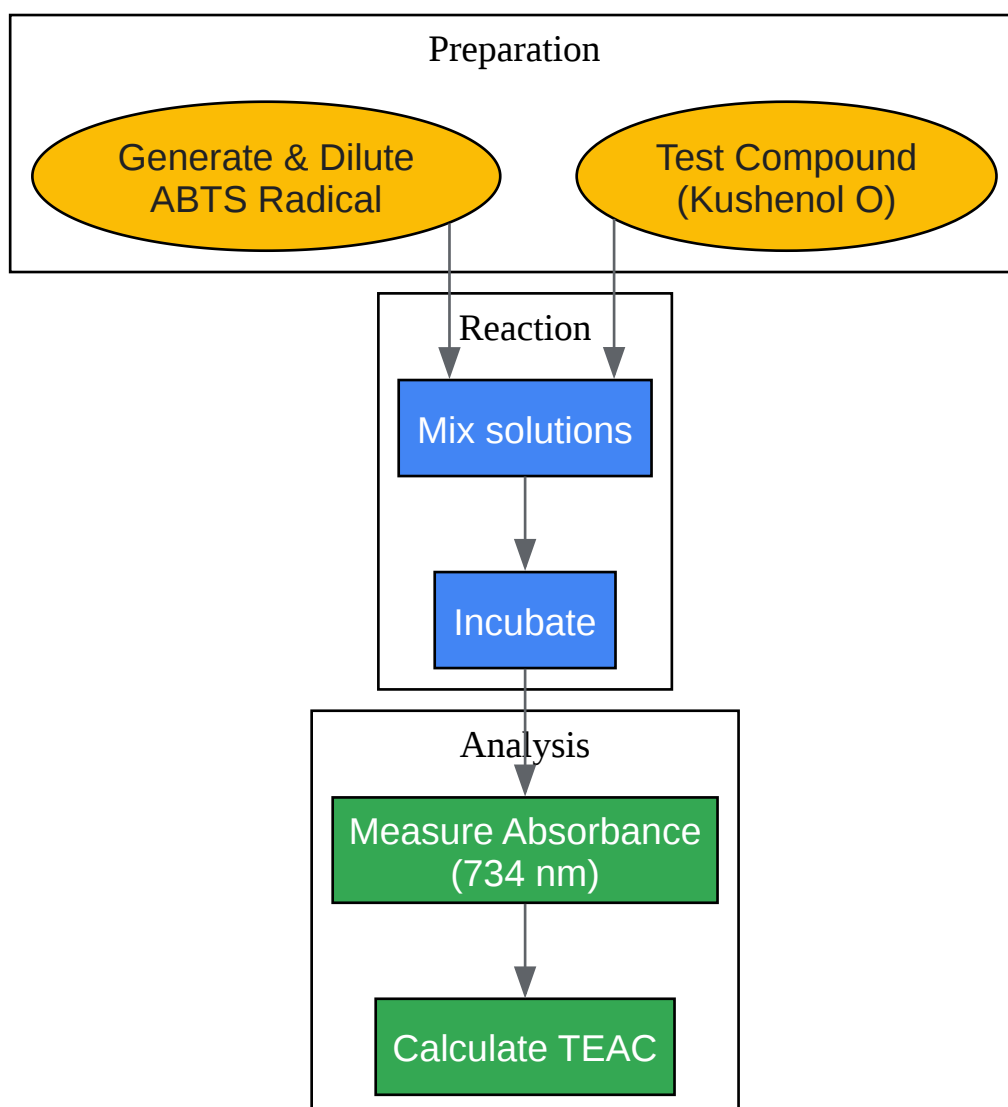 Preparation
Generate & Dilute
ABTS Radical
Test Compound
(Kushenol O)
Reaction
Mix solutions
Incubate
Analysis
Measure Absorbance
(734 nm)
Calculate TEAC